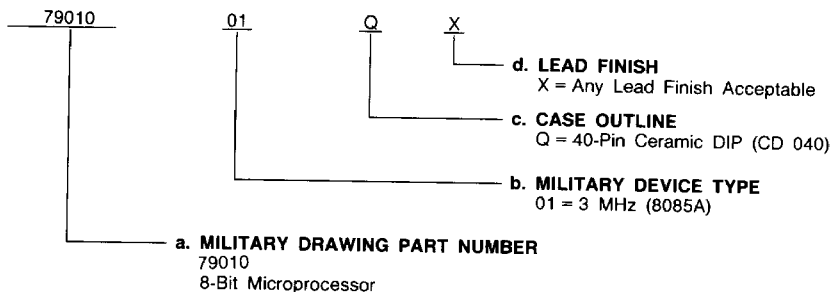 79010 01 Q X
d. LEAD FINISH
X = Any Lead Finish Acceptable
c. CASE OUTLINE
Q = 40-Pin Ceramic DIP (CD 040)
b. MILITARY DEVICE TYPE
01 = 3 MHz (8085A)
a. MILITARY DRAWING PART NUMBER
79010
8-Bit Microprocessor